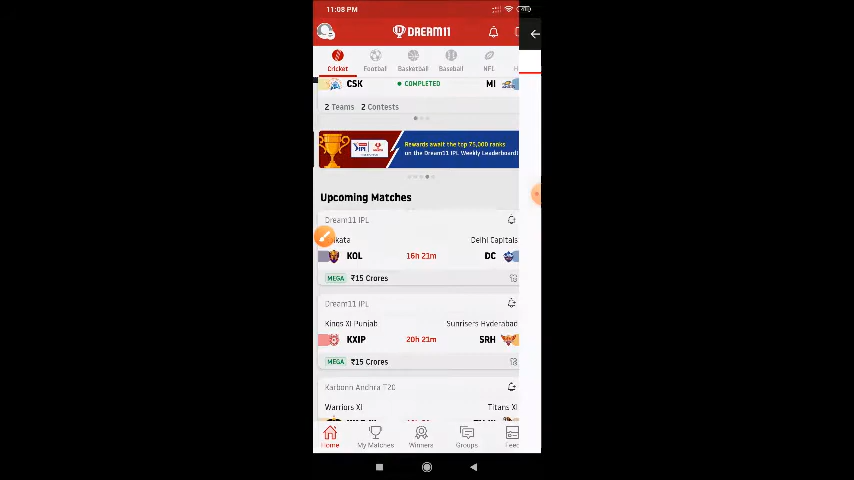 11:08 PM
DREAM11
Cricket Football Basketball Baseball NFL H
CSK COMPLETED MI
2 Teams 2 Contests
Rewards await the top 75,000 ranks
IPL on the Dream11 IPL Weekly Leaderboard!
Upcoming Matches
Dream11 IPL
kata Delhi Capitals
KOL 16h 21m DC
MEGA ₹15 Crores
Dream11 IPL
Kings XI Punjab Sunrisers Hyderabad
KXIP 20h 21m SRH
MEGA ₹15 Crores
Karbonn Andhra T20
Warriors XI Titans XI
Home My Matches Winners Groups Feed